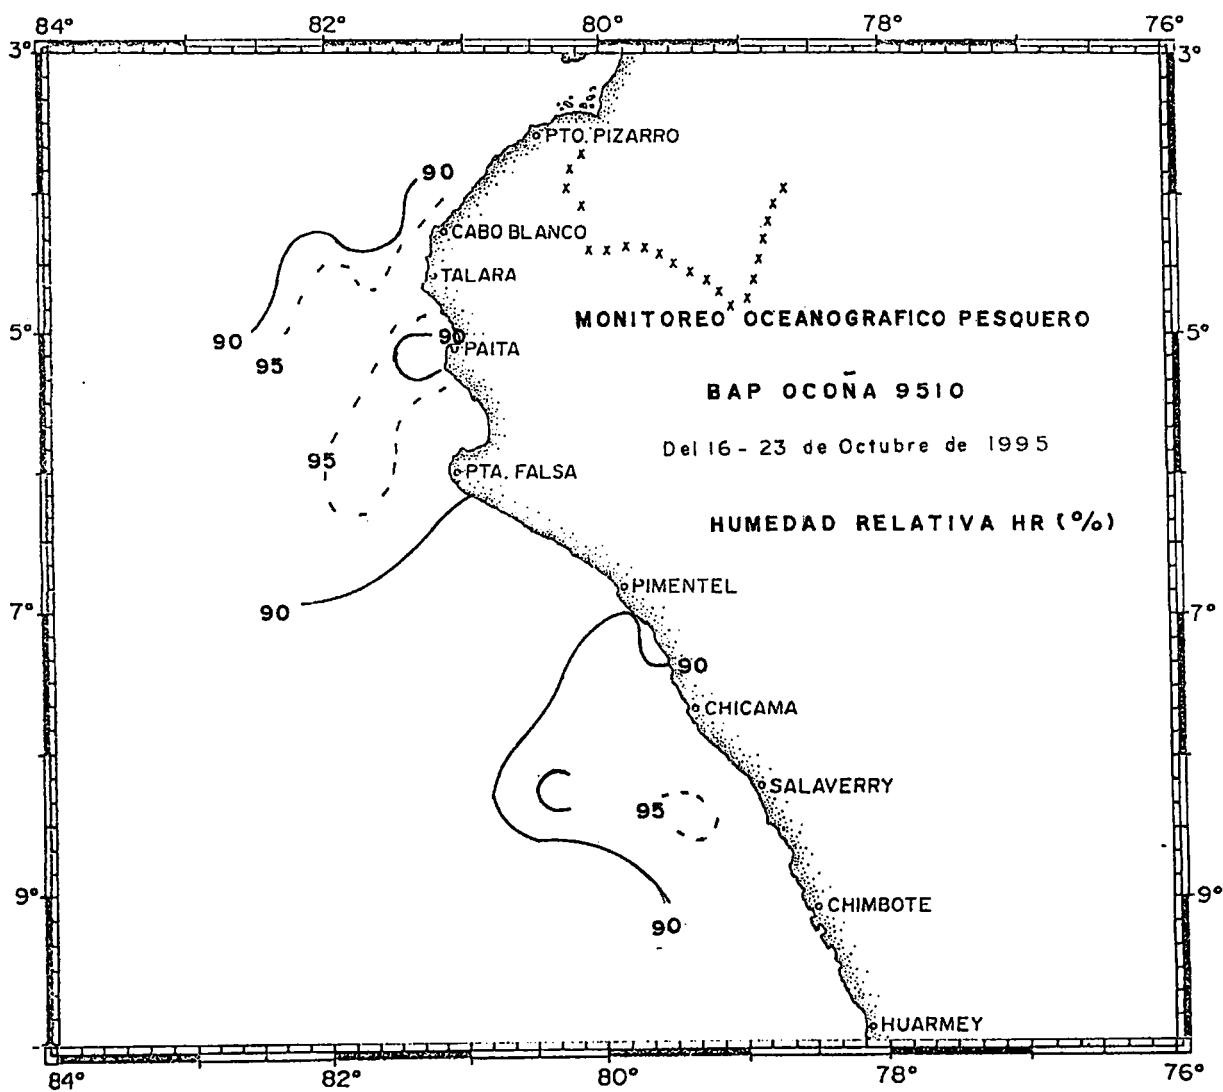 84° 82° 80° 78° 76°
3° 3°
PTO. PIZARRO
90
CABO BLANCO
TALARA
MONITOREO OCEANOGRAFICO PESQUERO
90 90 5° 5°
PAITA
95
BAP OCOÑA 9510
Del 16-23 de Octubre de 1995
95
PTA. FALSA
HUMEDAD RELATIVA HR (%)
PIMENTEL
90
7° 7°
90
CHICAMA
SALAVERRY
95
9° 9°
CHIMBOTE
90
HUARMEY
84° 82° 80° 78° 76°